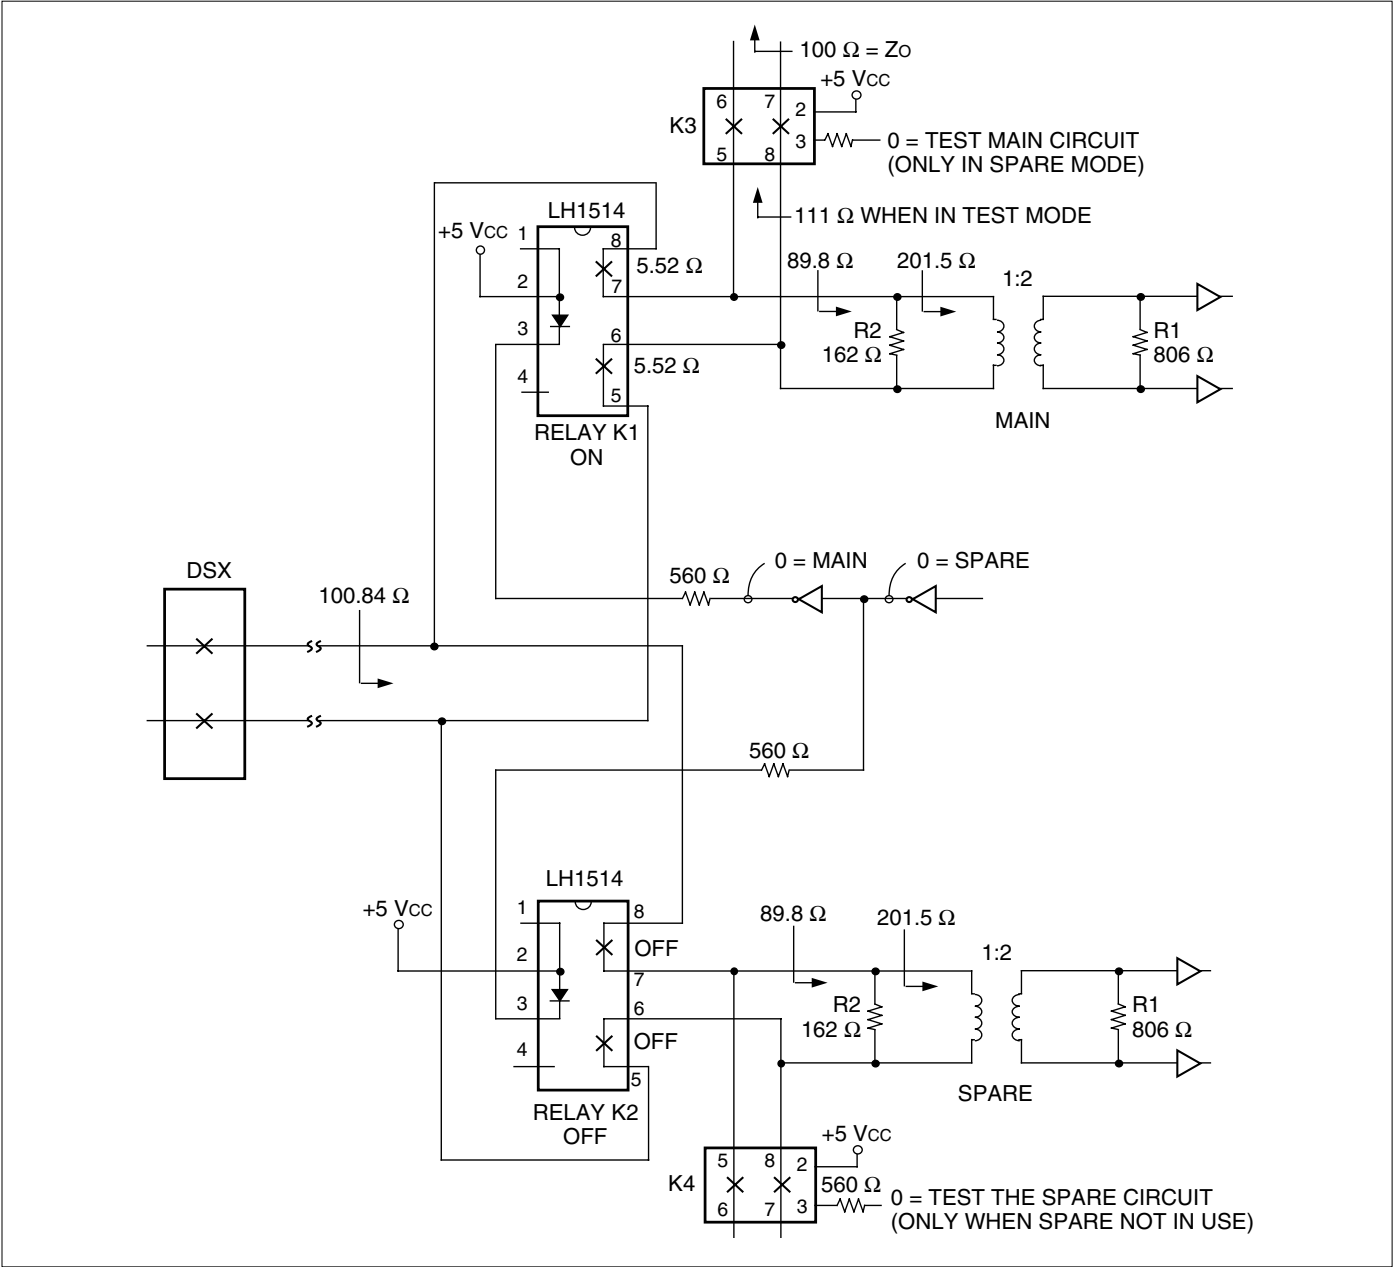 100 Ω = ZO
+5 VCC
6
7
2
K3
3
0 = TEST MAIN CIRCUIT
(ONLY IN SPARE MODE)
5
8
111 Ω WHEN IN TEST MODE
LH1514
+5 VCC
1
8
5.52 Ω
2
7
89.8 Ω
201.5 Ω
1:2
3
6
R2
162 Ω
R1
806 Ω
5.52 Ω
4
5
RELAY K1
ON
MAIN
DSX
100.84 Ω
560 Ω
0 = MAIN
0 = SPARE
560 Ω
LH1514
+5 VCC
1
8
OFF
2
7
89.8 Ω
201.5 Ω
1:2
3
6
R2
162 Ω
R1
806 Ω
OFF
4
5
RELAY K2
OFF
SPARE
+5 VCC
5
8
2
K4
560 Ω
6
7
3
0 = TEST THE SPARE CIRCUIT
(ONLY WHEN SPARE NOT IN USE)